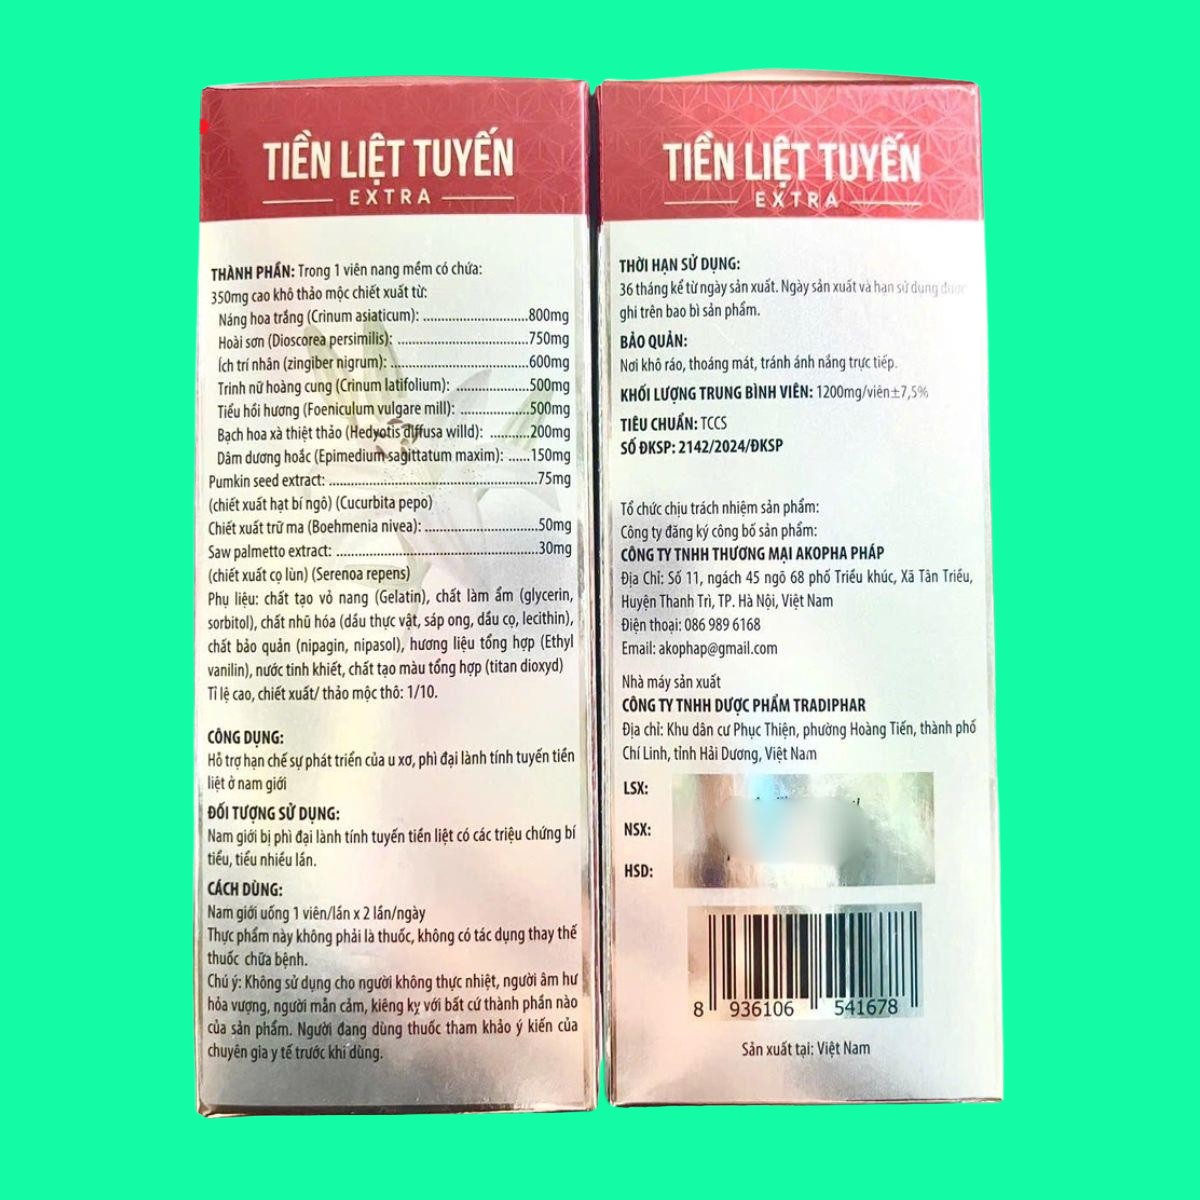 TIỀN LIỆT TUYẾN
EXTRA
THÀNH PHẦN: Trong 1 viên nang mềm có chứa:
350mg cao khô thảo mộc chiết xuất từ:
Náng hoa trắng (Crinum asiaticum): ............................800mg
Hoài sơn (Dioscorea persimilis): ...................................750mg
Ích trí nhân (zingiber nigrum): .....................................600mg
Trinh nữ hoàng cung (Crinum latifolium): ...................500mg
Tiểu hồi hương (Foeniculum vulgare mill): ..................500mg
Bạch hoa xà thiệt thảo (Hedyotis diffusa willd): ...........200mg
Dâm dương hoắc (Epimedium sagittatum maxim): ......150mg
Pumkin seed extract: ........................................................75mg
(chiết xuất hạt bí ngô) (Cucurbita pepo)
Chiết xuất trữ ma (Boehmenia nivea): ..............................50mg
Saw palmetto extract: ......................................................30mg
(chiết xuất cọ lùn) (Serenoa repens)
Phụ liệu: chất tạo vỏ nang (Gelatin), chất làm ẩm (glycerin,
sorbitol), chất nhũ hóa (dầu thực vật, sáp ong, dầu cọ, lecithin),
chất bảo quản (nipagin, nipasol), hương liệu tổng hợp (Ethyl
vanilin), nước tinh khiết, chất tạo màu tổng hợp (titan dioxyd)
Tỉ lệ cao, chiết xuất/ thảo mộc thô: 1/10.
CÔNG DỤNG:
Hỗ trợ hạn chế sự phát triển của u xơ, phì đại lành tính tuyến tiền
liệt ở nam giới
ĐỐI TƯỢNG SỬ DỤNG:
Nam giới bị phì đại lành tính tuyến tiền liệt có các triệu chứng bí
tiểu, tiểu nhiều lần.
CÁCH DÙNG:
Nam giới uống 1 viên/lần x 2 lần/ngày
Thực phẩm này không phải là thuốc, không có tác dụng thay thế
thuốc chữa bệnh.
Chú ý: Không sử dụng cho người không thực nhiệt, người âm hư
hỏa vượng, người mẫn cảm, kiêng kỵ với bất cứ thành phần nào
của sản phẩm. Người đang dùng thuốc tham khảo ý kiến của
chuyên gia y tế trước khi dùng.
TIỀN LIỆT TUYẾN
EXTRA
THỜI HẠN SỬ DỤNG:
36 tháng kể từ ngày sản xuất. Ngày sản xuất và hạn sử dụng được
ghi trên bao bì sản phẩm.
BẢO QUẢN:
Nơi khô ráo, thoáng mát, tránh ánh nắng trực tiếp.
KHỐI LƯỢNG TRUNG BÌNH VIÊN: 1200mg/viên±7,5%
TIÊU CHUẨN: TCCS
SỐ ĐKSP: 2142/2024/ĐKSP
Tổ chức chịu trách nhiệm sản phẩm:
Công ty đăng ký công bố sản phẩm:
CÔNG TY TNHH THƯƠNG MẠI AKOPHA PHÁP
Địa Chỉ: Số 11, ngách 45 ngõ 68 phố Triều khúc, Xã Tân Triều,
Huyện Thanh Trì, TP. Hà Nội, Việt Nam
Điện thoại: 086 989 6168
Email: akophap@gmail.com
Nhà máy sản xuất
CÔNG TY TNHH DƯỢC PHẨM TRADIPHAR
Địa chỉ: Khu dân cư Phục Thiện, phường Hoàng Tiến, thành phố
Chí Linh, tỉnh Hải Dương, Việt Nam
LSX:
NSX:
HSD:
8 936106 541678
Sản xuất tại: Việt Nam